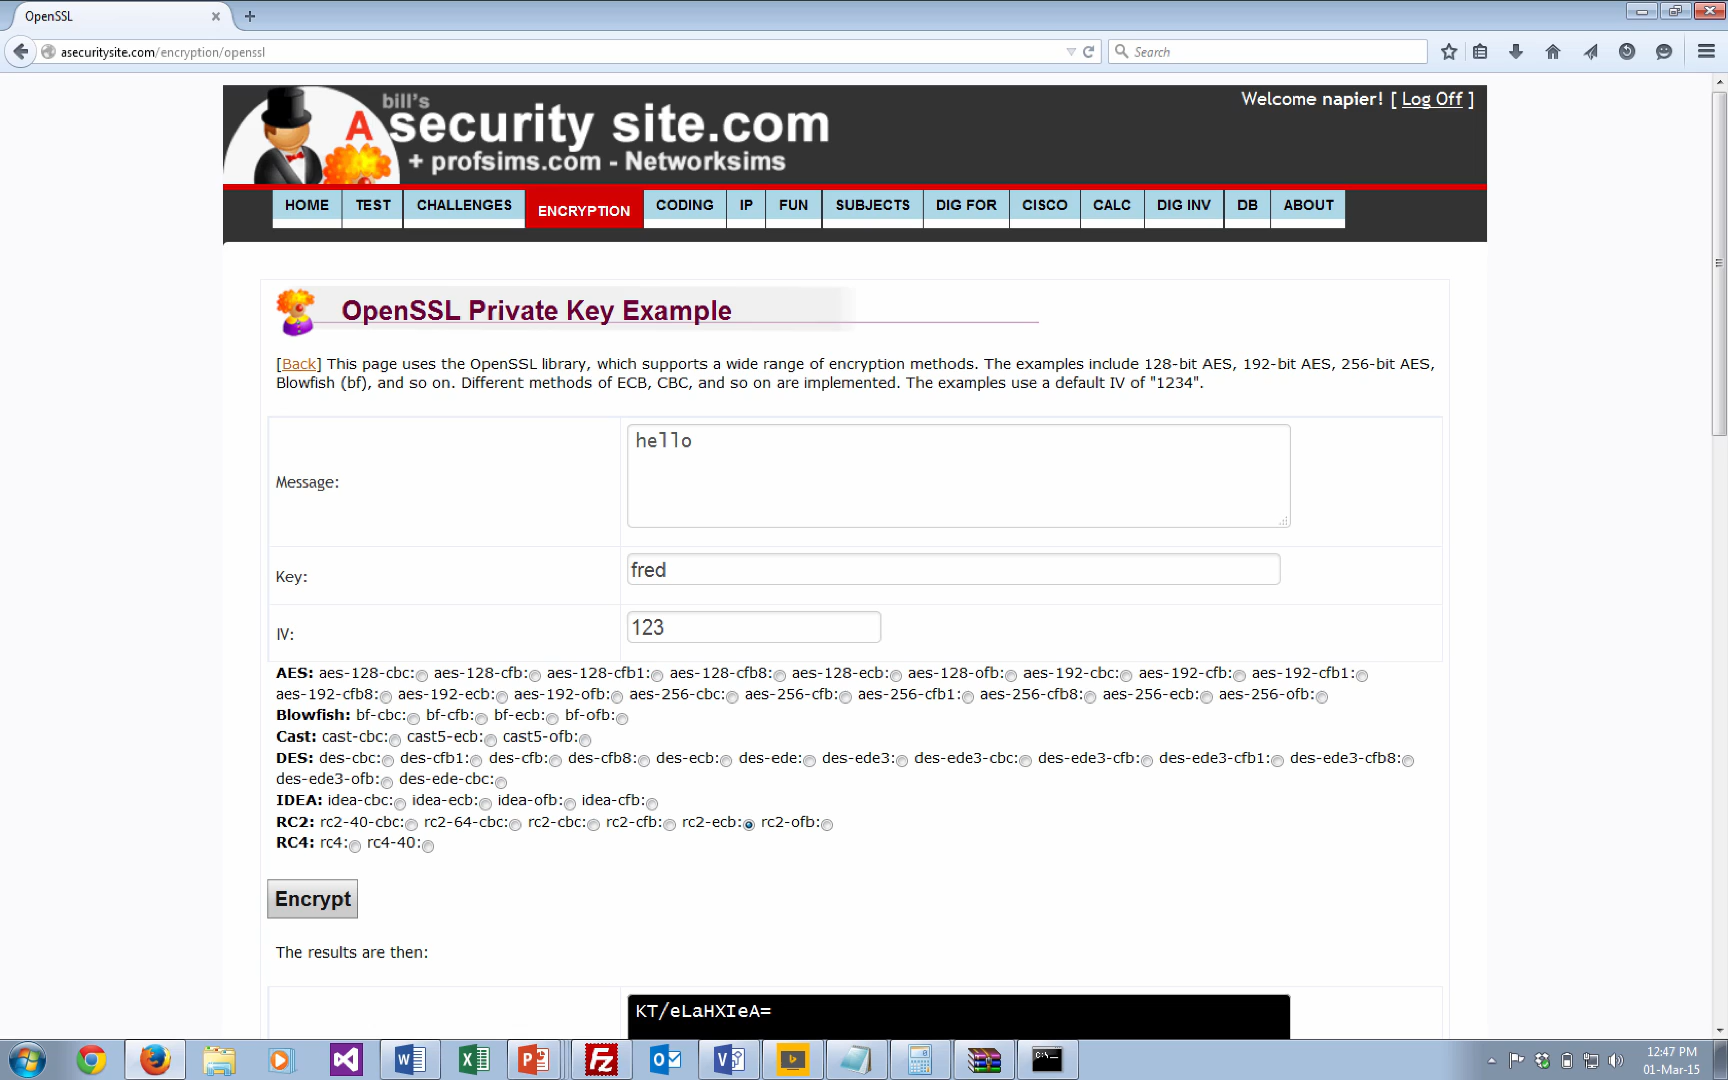 OpenSSL
asecuritysite.com/encryption/openssl
Search
Welcome napier! [ Log Off ]
bill's
A security site.com
+ profsims.com - Networksims
HOME TEST CHALLENGES ENCRYPTION CODING IP FUN SUBJECTS DIG FOR CISCO CALC DIG INV DB ABOUT
OpenSSL Private Key Example
[Back] This page uses the OpenSSL library, which supports a wide range of encryption methods. The examples include 128-bit AES, 192-bit AES, 256-bit AES,
Blowfish (bf), and so on. Different methods of ECB, CBC, and so on are implemented. The examples use a default IV of "1234".
Message:
hello
Key:
fred
IV:
123
AES: aes-128-cbc: aes-128-cfb: aes-128-cfb1: aes-128-cfb8: aes-128-ecb: aes-128-ofb: aes-192-cbc: aes-192-cfb: aes-192-cfb1:
aes-192-cfb8: aes-192-ecb: aes-192-ofb: aes-256-cbc: aes-256-cfb: aes-256-cfb1: aes-256-cfb8: aes-256-ecb: aes-256-ofb:
Blowfish: bf-cbc: bf-cfb: bf-ecb: bf-ofb:
Cast: cast-cbc: cast5-ecb: cast5-ofb:
DES: des-cbc: des-cfb1: des-cfb: des-cfb8: des-ecb: des-ede: des-ede3: des-ede3-cbc: des-ede3-cfb: des-ede3-cfb1: des-ede3-cfb8:
des-ede3-ofb: des-ede-cbc:
IDEA: idea-cbc: idea-ecb: idea-ofb: idea-cfb:
RC2: rc2-40-cbc: rc2-64-cbc: rc2-cbc: rc2-cfb: rc2-ecb: rc2-ofb:
RC4: rc4: rc4-40:
Encrypt
The results are then:
KT/eLaHXIeA=
12:47 PM
01-Mar-15